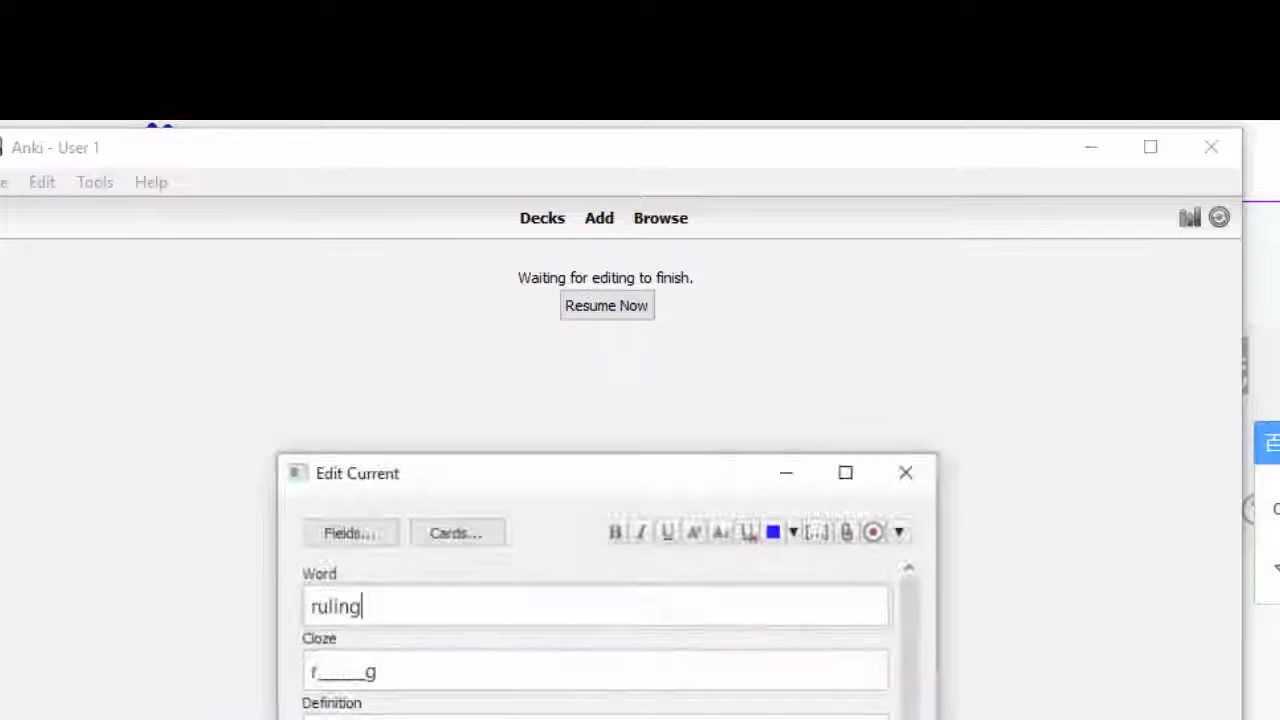 Anki - User 1
e Edit Tools Help
Decks Add Browse
Waiting for editing to finish.
Resume Now
百
Edit Current
Fields... Cards...
Word
ruling
Cloze
r_____g
Definition